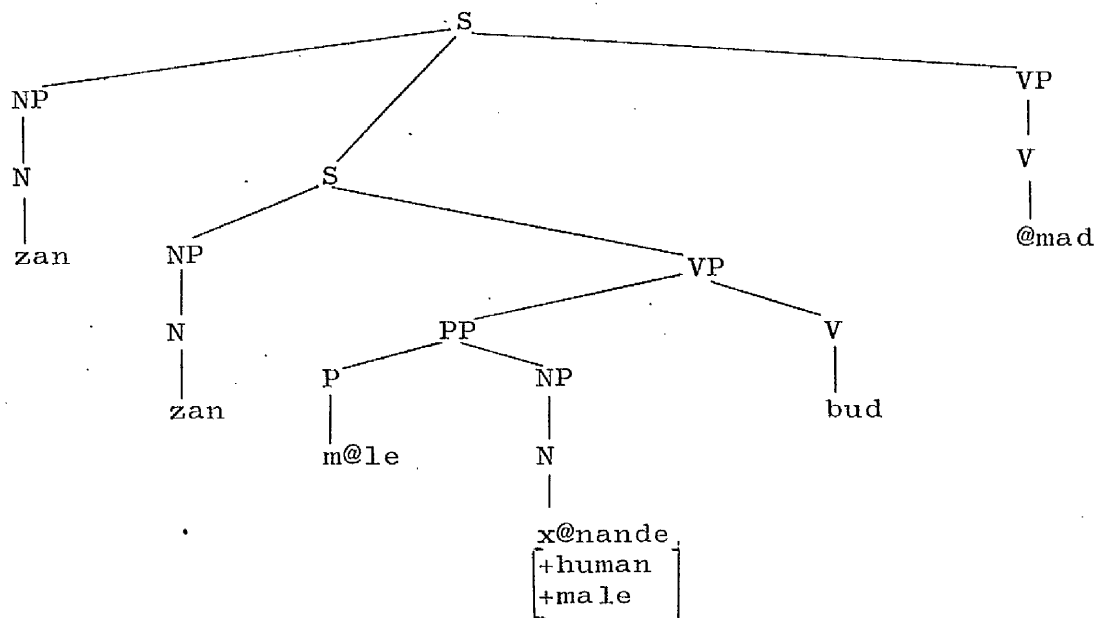 S
NP VP
N S V
zan NP VP @mad
N PP V
zan P NP bud
m@le N
x@nande
+human
+male